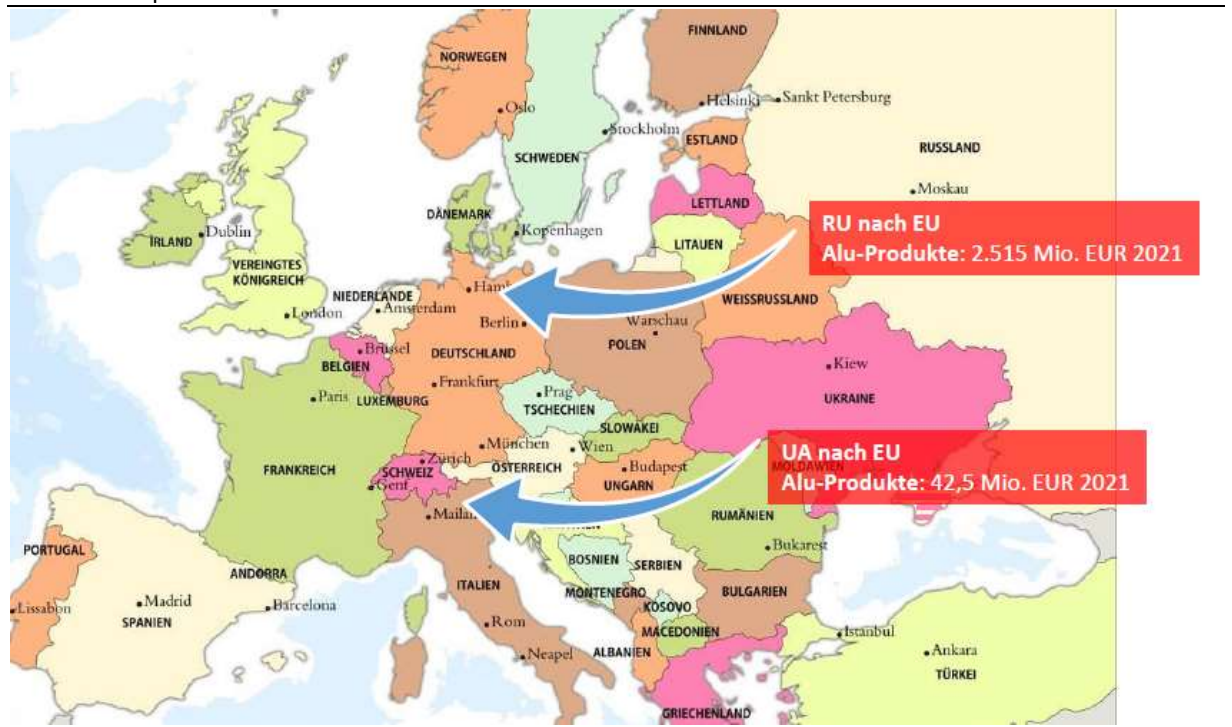 FINNLAND
NORWEGEN
Oslo
Helsinki
Sankt Petersburg
Stockholm
ESTLAND
SCHWEDEN
RUSSLAND
Moskau
LETTLAND
DÄNEMARK
Kopenhagen
LITAUEN
RU nach EU
Alu-Produkte: 2.515 Mio. EUR 2021
IRLAND
Dublin
VEREINGTES
KÖNIGREICH
NIEDERLANDE
WEISSRUSSLAND
London
Amsterdam
Berlin
Warschau
POLEN
Brüssel
BELGIEN
DEUTSCHLAND
Kiew
UKRAINE
Frankfurt
Prag
TSCHECHIEN
Paris
LUXEMBURG
SLOWAKEI
München
Wien
Zürich
ÖSTERREICH
SCHWEIZ
Genf
FRANKREICH
Budapest
UNGARN
UA nach EU
MOLDAWIEN
Alu-Produkte: 42,5 Mio. EUR 2021
RUMÄNIEN
Bukarest
PORTUGAL
BOSNIEN
SERBIEN
ANDORRA
ITALIEN
MONTENEGRO
BULGARIEN
Lissabon
Madrid
SPANIEN
Barcelona
KOSOVO
Rom
MACEDONIEN
Istanbul
Neapel
ALBANIEN
Ankara
TÜRKEI
GRIECHENLAND